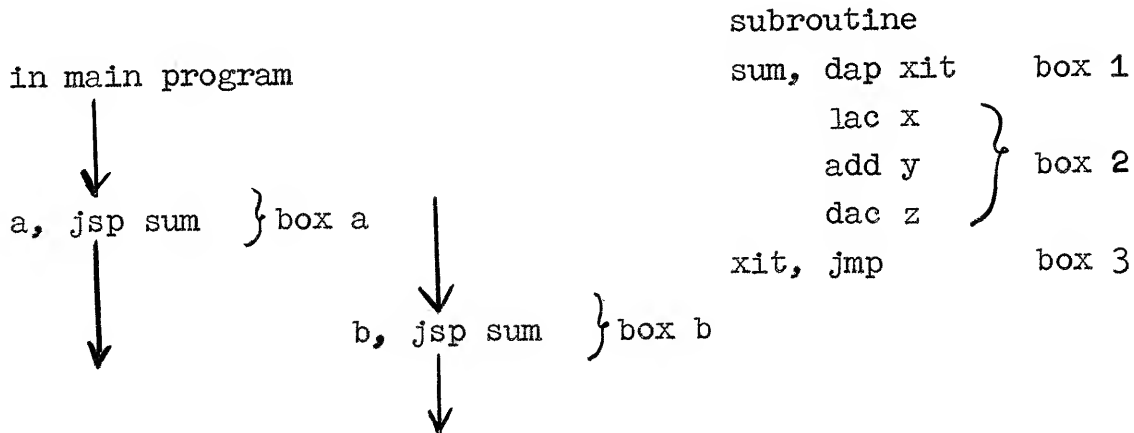 in main program
a, jsp sum } box a
b, jsp sum } box b
subroutine
sum, dap xit box 1
lac x
add y } box 2
dac z
xit, jmp box 3